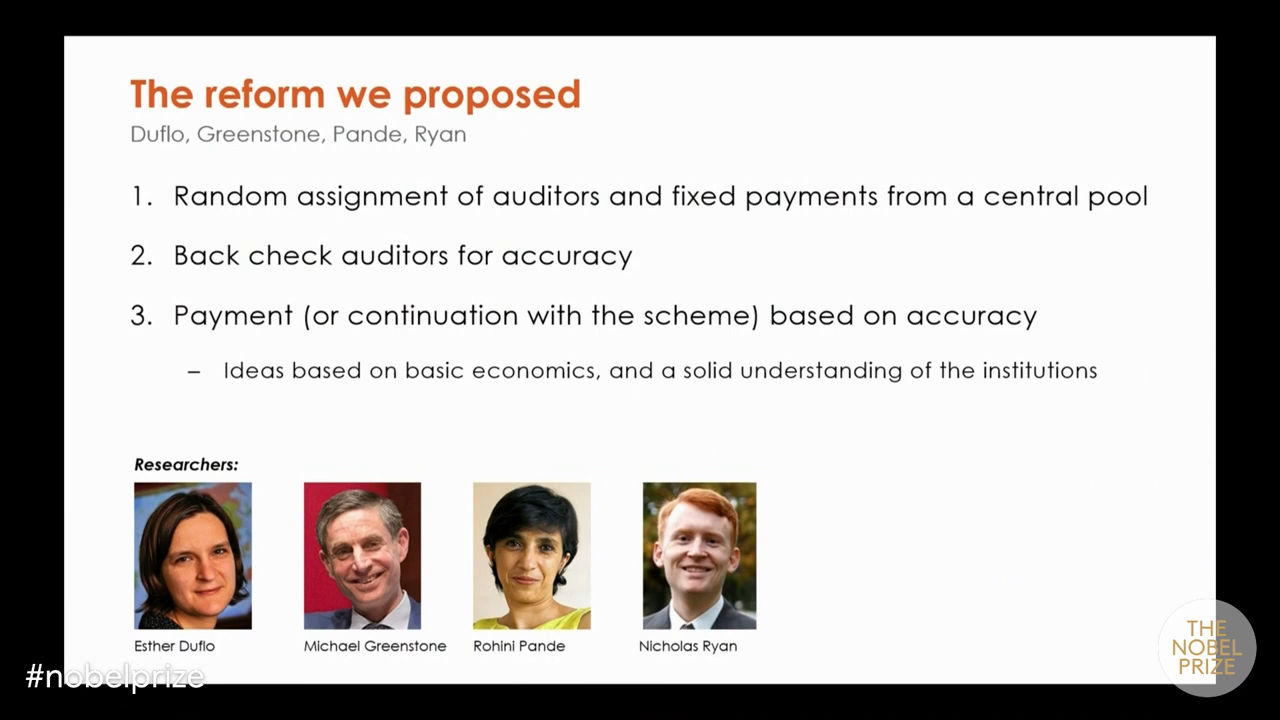 The reform we proposed
Duflo, Greenstone, Pande, Ryan
1. Random assignment of auditors and fixed payments from a central pool
2. Back check auditors for accuracy
3. Payment (or continuation with the scheme) based on accuracy
– Ideas based on basic economics, and a solid understanding of the institutions
Researchers:
Esther Duflo
Michael Greenstone
Rohini Pande
Nicholas Ryan
#nobelprize
THE
NOBEL
PRIZE